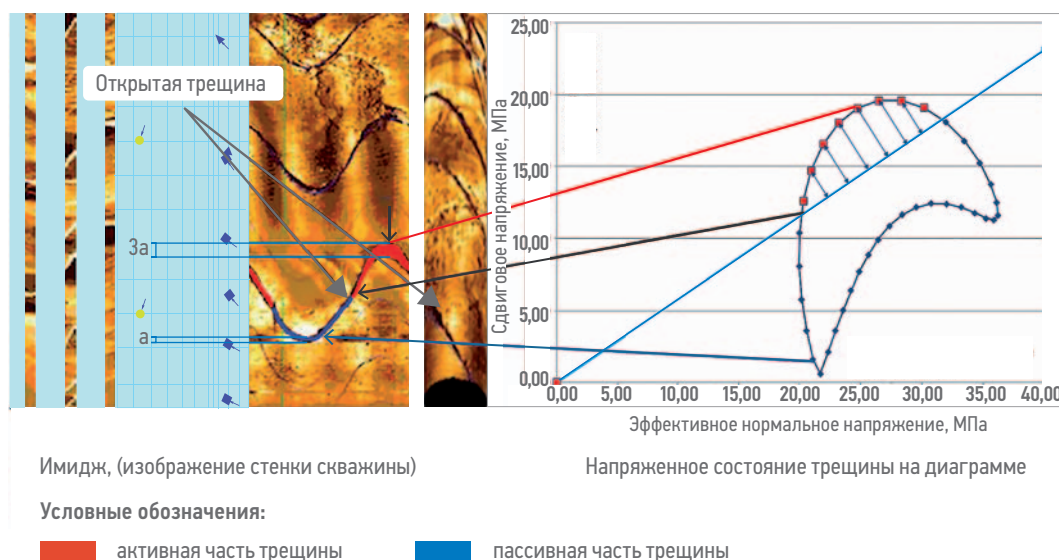 Открытая трещина
3а
а
Сдвиговое напряжение, МПа
25,00
20,00
15,00
10,00
5,00
0,00
0,00 5,00 10,00 15,00 20,00 25,00 30,00 35,00 40,00
Эффективное нормальное напряжение, МПа
Имидж, (изображение стенки скважины)
Напряженное состояние трещины на диаграмме
Условные обозначения:
активная часть трещины
пассивная часть трещины